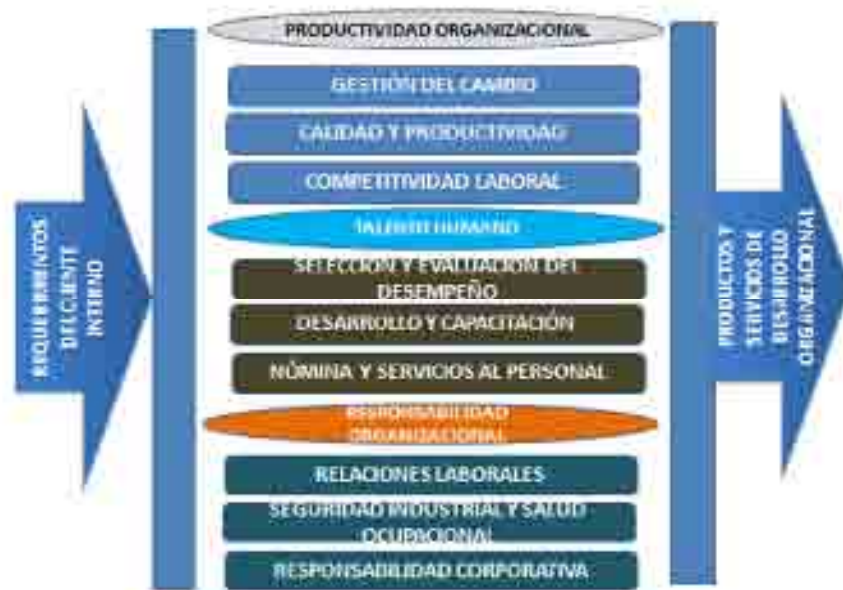 PRODUCTIVIDAD ORGANIZACIONAL
GESTIÓN DEL CAMBIO
CALIDAD Y PRODUCTIVIDAD
COMPETITIVIDAD LABORAL
TALENTO HUMANO
SELECCIÓN Y EVALUACIÓN DEL
DESEMPEÑO
DESARROLLO Y CAPACITACIÓN
NÓMINA Y SERVICIOS AL PERSONAL
RESPONSABILIDAD
ORGANIZACIONAL
RELACIONES LABORALES
SEGURIDAD INDUSTRIAL Y SALUD
OCUPACIONAL
RESPONSABILIDAD CORPORATIVA
REQUERIMIENTOS
DEL CLIENTE
INTERNO
PRODUCTOS Y
SERVICIOS DE
DESARROLLO
ORGANIZACIONAL